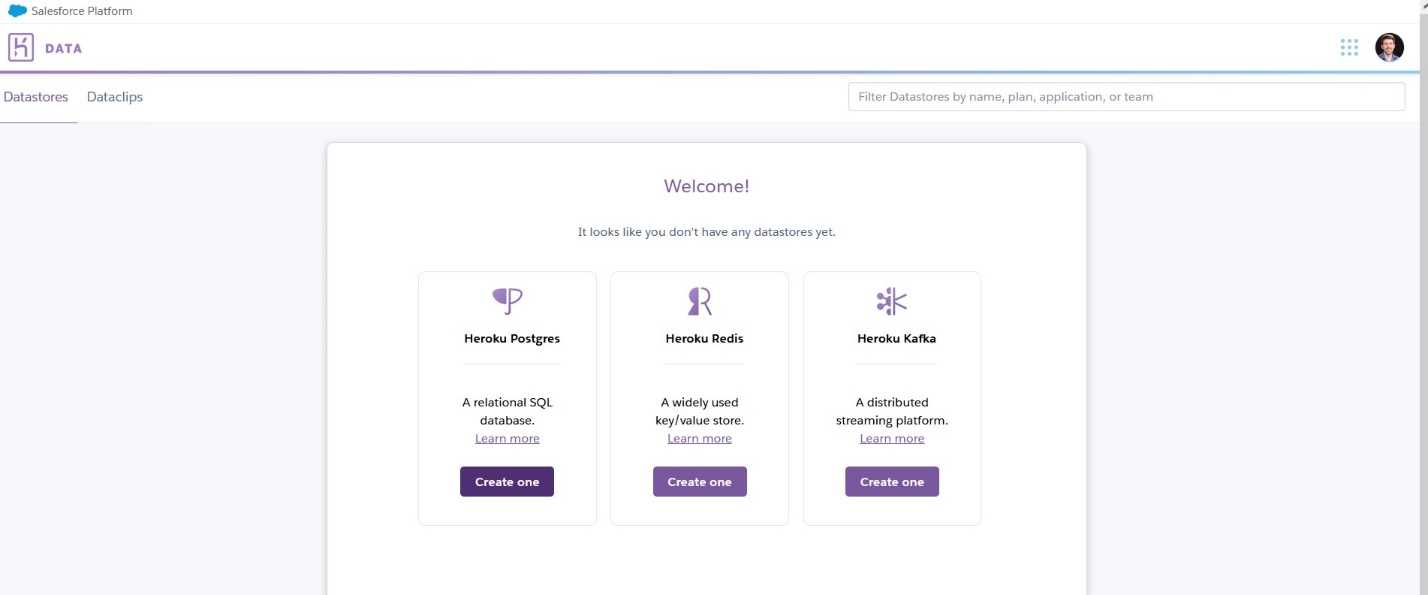 Salesforce Platform
DATA
Datastores Dataclips Filter Datastores by name, plan, application, or team
Welcome!
It looks like you don't have any datastores yet.
Heroku Postgres
A relational SQL
database.
Learn more
Create one
Heroku Redis
A widely used
key/value store.
Learn more
Create one
Heroku Kafka
A distributed
streaming platform.
Learn more
Create one